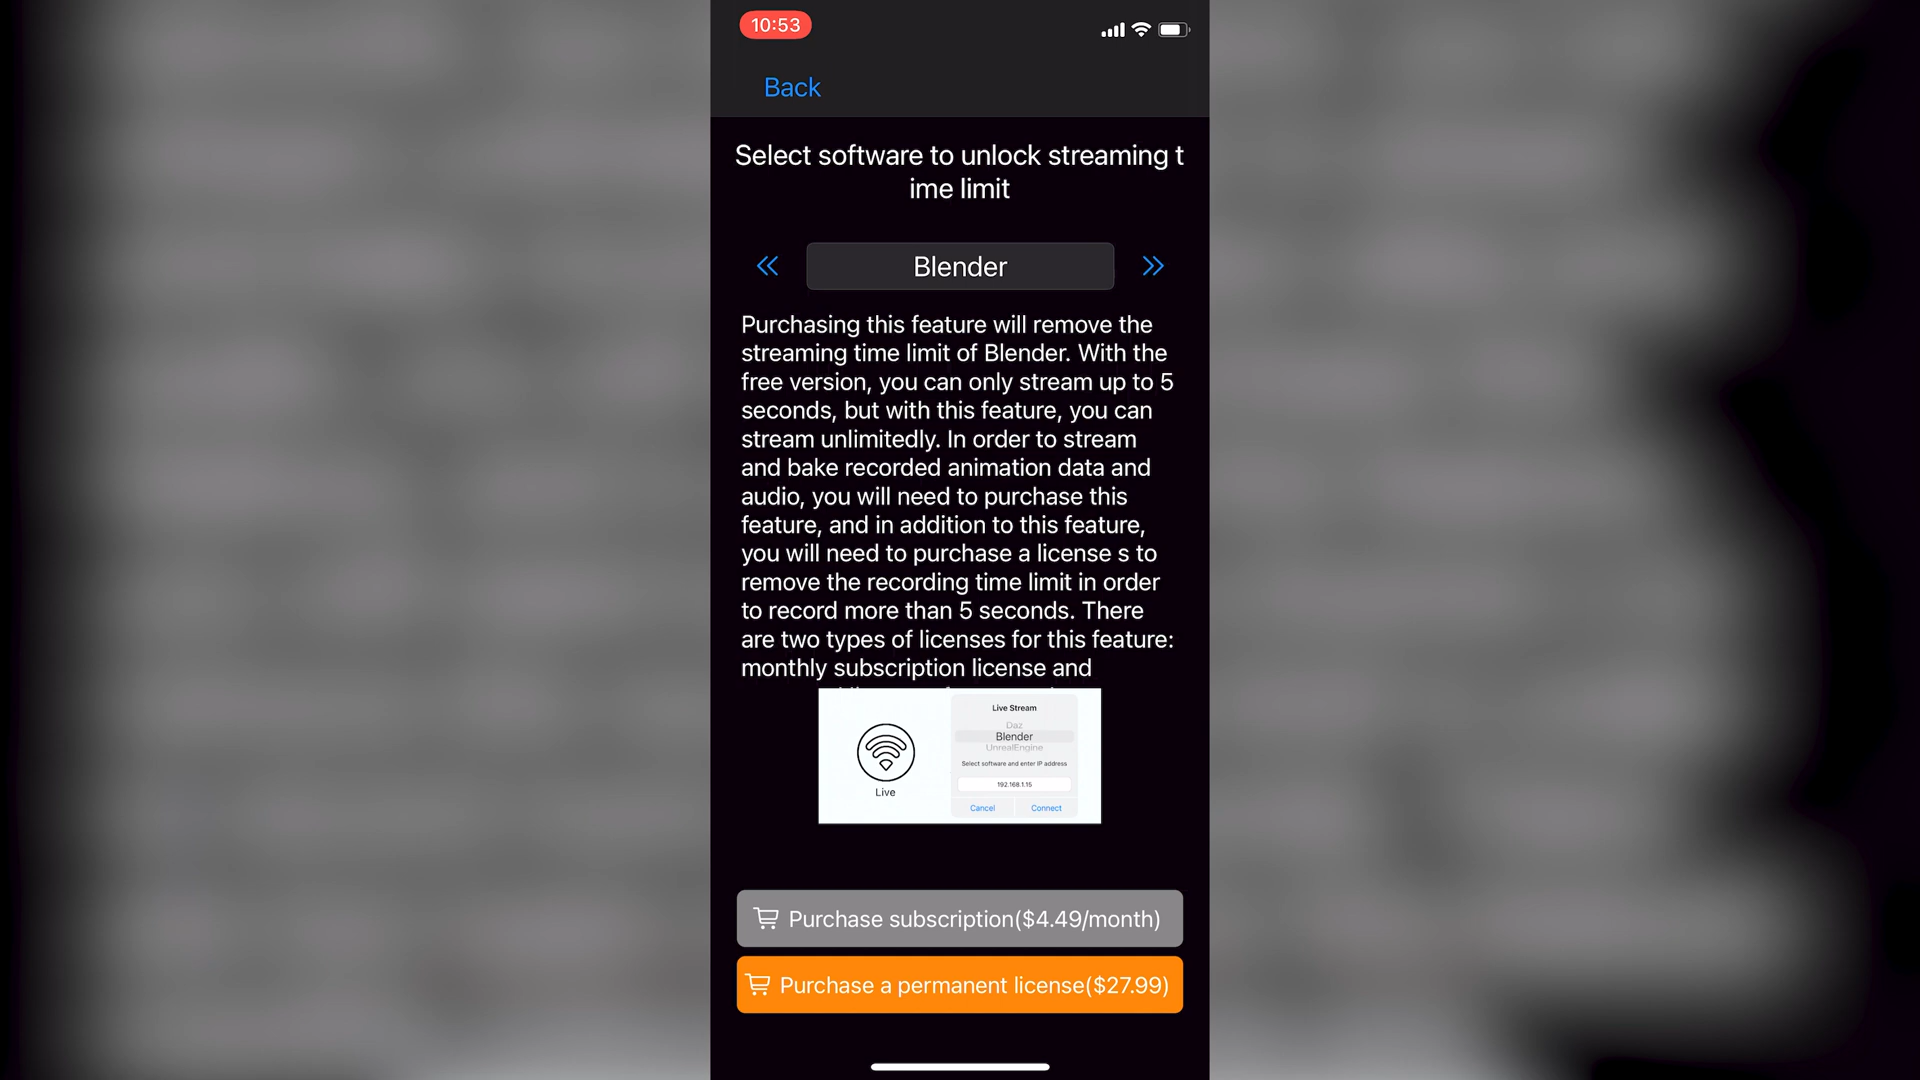 10:53
Back
Select software to unlock streaming t
ime limit
Blender
Purchasing this feature will remove the
streaming time limit of Blender. With the
free version, you can only stream up to 5
seconds, but with this feature, you can
stream unlimitedly. In order to stream
and bake recorded animation data and
audio, you will need to purchase this
feature, and in addition to this feature,
you will need to purchase a license s to
remove the recording time limit in order
to record more than 5 seconds. There
are two types of licenses for this feature:
monthly subscription license and
Live Stream
Daz
Blender
UnrealEngine
Select software and enter IP address
192.168.1.15
Live
Cancel
Connect
Purchase subscription($4.49/month)
Purchase a permanent license($27.99)